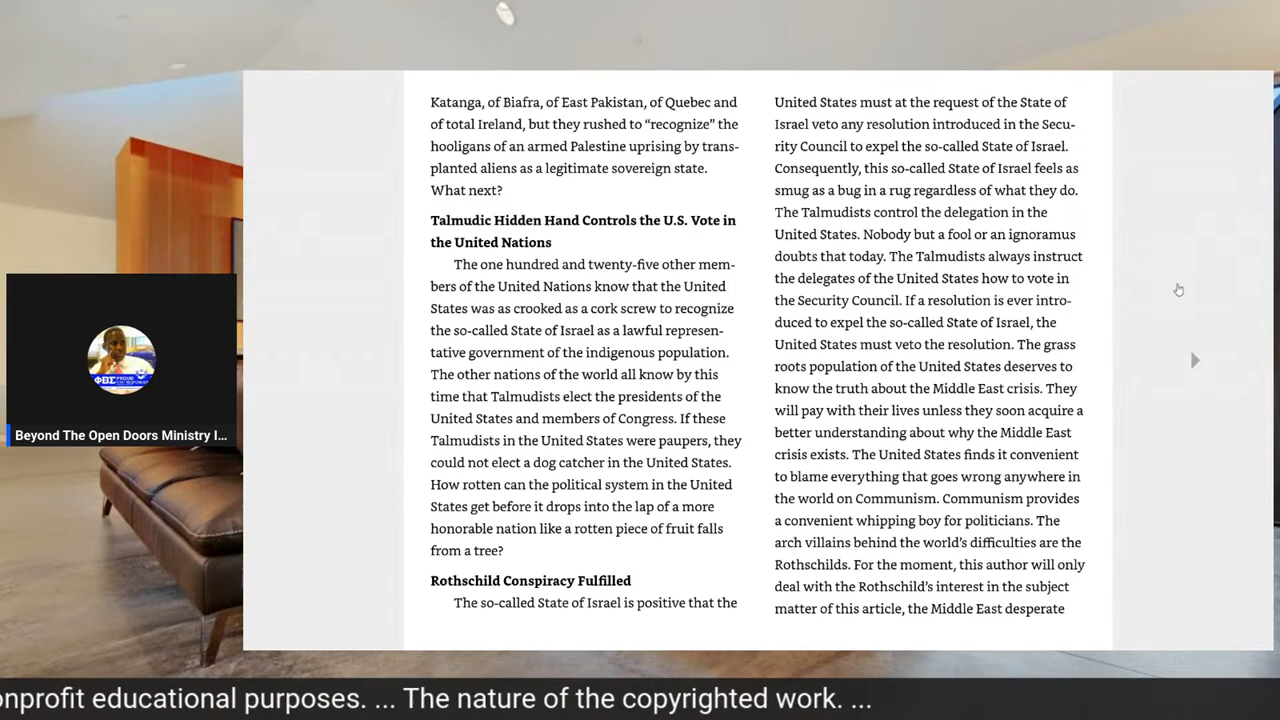 Katanga, of Biafra, of East Pakistan, of Quebec and
of total Ireland, but they rushed to “recognize” the
hooligans of an armed Palestine uprising by trans-
planted aliens as a legitimate sovereign state.
What next?
Talmudic Hidden Hand Controls the U.S. Vote in
the United Nations
The one hundred and twenty-five other mem-
bers of the United Nations know that the United
States was as crooked as a cork screw to recognize
the so-called State of Israel as a lawful represen-
tative government of the indigenous population.
The other nations of the world all know by this
time that Talmudists elect the presidents of the
United States and members of Congress. If these
Talmudists in the United States were paupers, they
could not elect a dog catcher in the United States.
How rotten can the political system in the United
States get before it drops into the lap of a more
honorable nation like a rotten piece of fruit falls
from a tree?
Rothschild Conspiracy Fulfilled
The so-called State of Israel is positive that the
United States must at the request of the State of
Israel veto any resolution introduced in the Secu-
rity Council to expel the so-called State of Israel.
Consequently, this so-called State of Israel feels as
smug as a bug in a rug regardless of what they do.
The Talmudists control the delegation in the
United States. Nobody but a fool or an ignoramus
doubts that today. The Talmudists always instruct
the delegates of the United States how to vote in
the Security Council. If a resolution is ever intro-
duced to expel the so-called State of Israel, the
United States must veto the resolution. The grass
roots population of the United States deserves to
know the truth about the Middle East crisis. They
will pay with their lives unless they soon acquire a
better understanding about why the Middle East
crisis exists. The United States finds it convenient
to blame everything that goes wrong anywhere in
the world on Communism. Communism provides
a convenient whipping boy for politicians. The
arch villains behind the world’s difficulties are the
Rothschilds. For the moment, this author will only
deal with the Rothschild’s interest in the subject
matter of this article, the Middle East desperate
ΦΒΣ PROUD
Beyond The Open Doors Ministry I...
onprofit educational purposes. ... The nature of the copyrighted work. ...